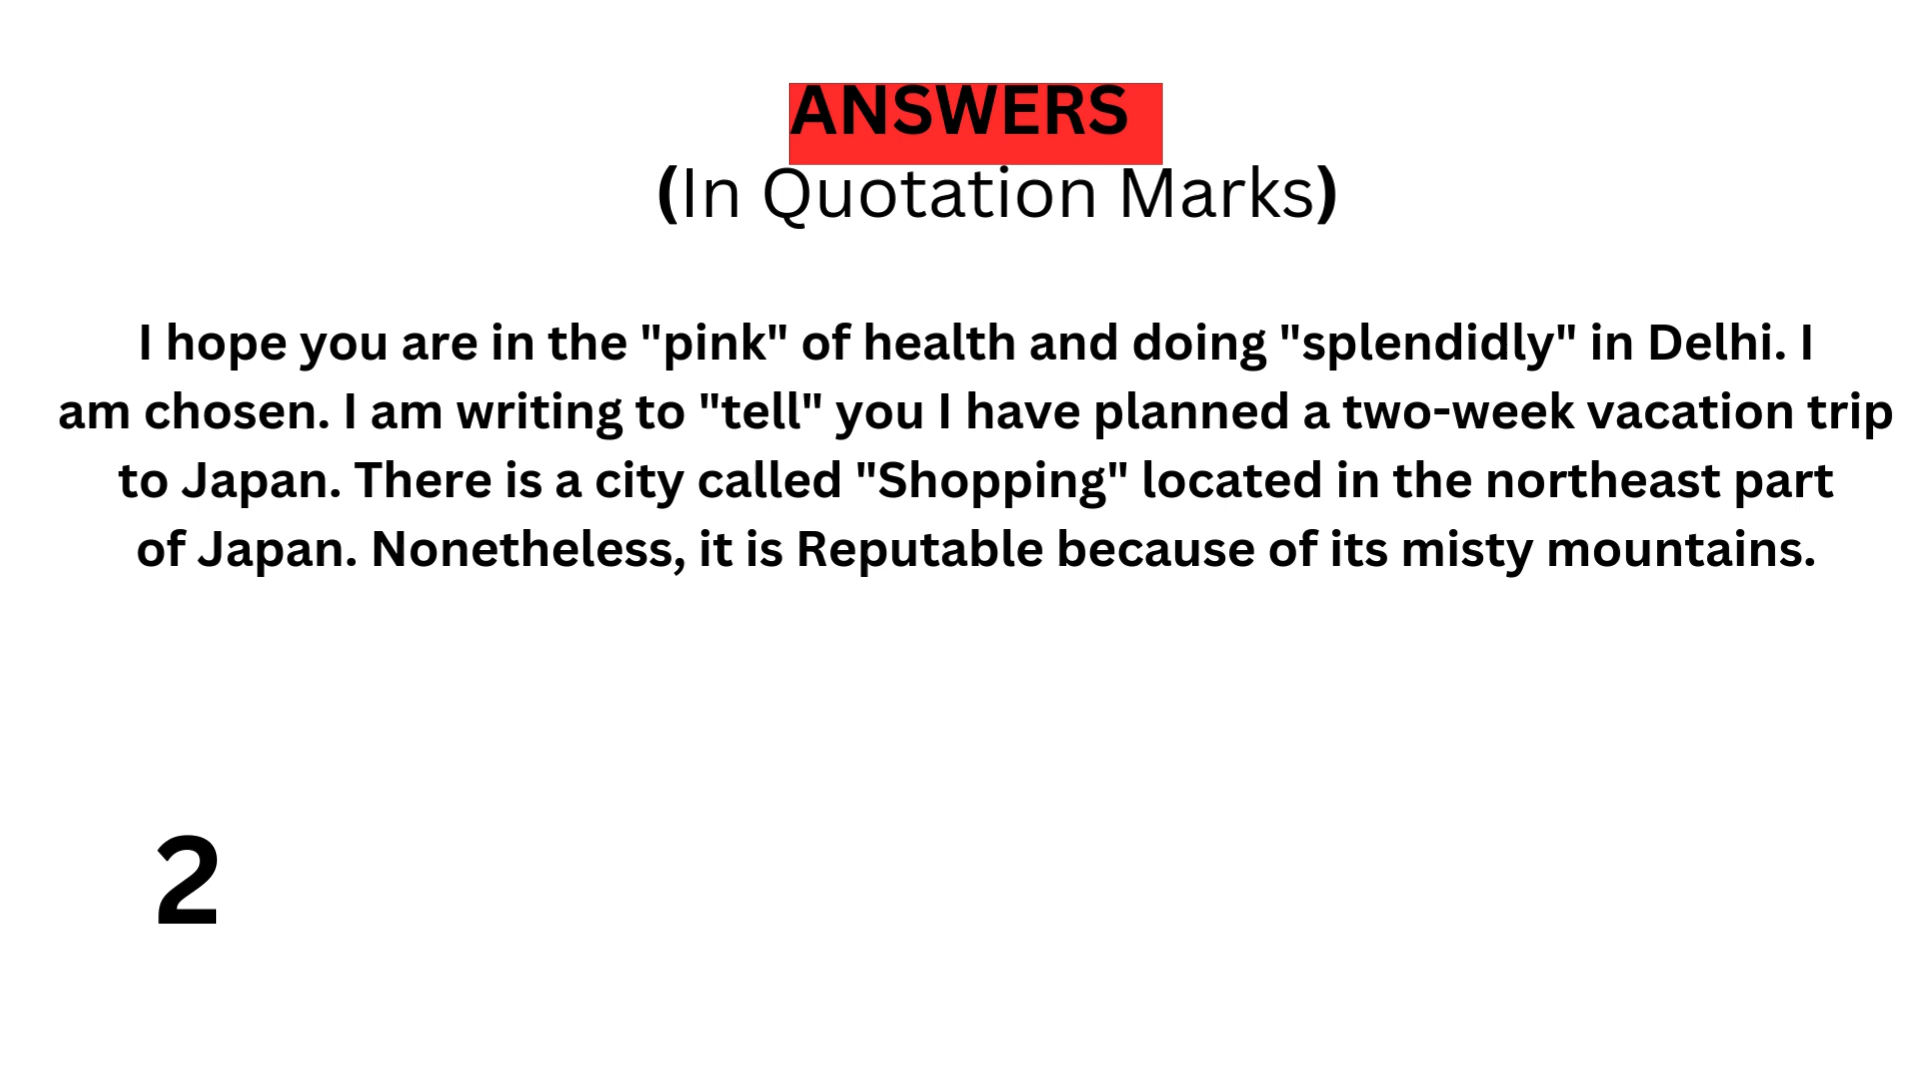 ANSWERS
(In Quotation Marks)
I hope you are in the "pink" of health and doing "splendidly" in Delhi. I
am chosen. I am writing to "tell" you I have planned a two-week vacation trip
to Japan. There is a city called "Shopping" located in the northeast part
of Japan. Nonetheless, it is Reputable because of its misty mountains.
2